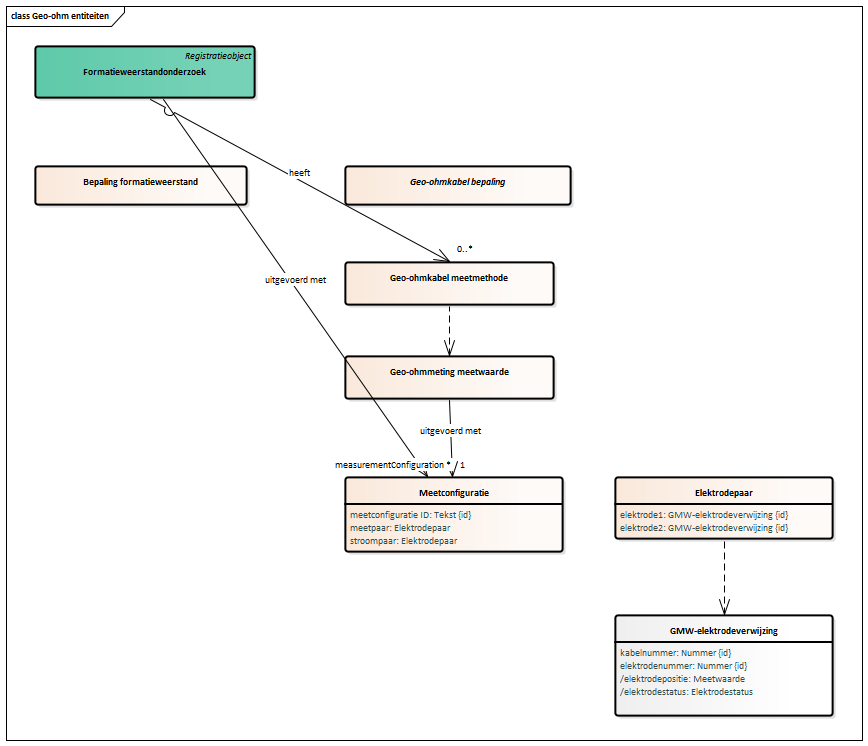 class Geo-ohm entiteiten
Registratieobject
Formatieweerstandonderzoek
heeft
Bepaling formatieweerstand
Geo-ohmkabel bepaling
0..*
Geo-ohmkabel meetmethode
uitgevoerd met
Geo-ohmmeting meetwaarde
uitgevoerd met
measurementConfiguration * 1
Meetconfiguratie
meetconfiguratie ID: Tekst {id}
meetpaar: Elektrodepaar
stroompaar: Elektrodepaar
Elektrodepaar
elektrode1: GMW-elektrodeverwijzing {id}
elektrode2: GMW-elektrodeverwijzing {id}
GMW-elektrodeverwijzing
kabelnummer: Nummer {id}
elektrodenummer: Nummer {id}
/elektrodepositie: Meetwaarde
/elektrodestatus: Elektrodestatus